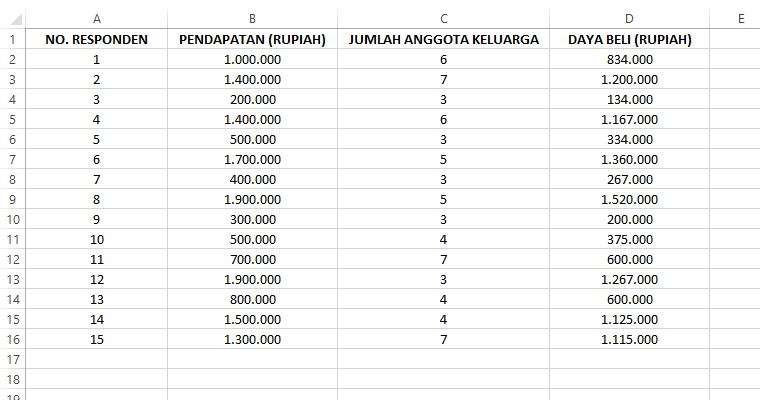 A B C D E
1 NO. RESPONDEN PENDAPATAN (RUPIAH) JUMLAH ANGGOTA KELUARGA DAYA BELI (RUPIAH)
2 1 1.000.000 6 834.000
3 2 1.400.000 7 1.200.000
4 3 200.000 3 134.000
5 4 1.400.000 6 1.167.000
6 5 500.000 3 334.000
7 6 1.700.000 5 1.360.000
8 7 400.000 3 267.000
9 8 1.900.000 5 1.520.000
10 9 300.000 3 200.000
11 10 500.000 4 375.000
12 11 700.000 7 600.000
13 12 1.900.000 3 1.267.000
14 13 800.000 4 600.000
15 14 1.500.000 4 1.125.000
16 15 1.300.000 7 1.115.000
17
18
19